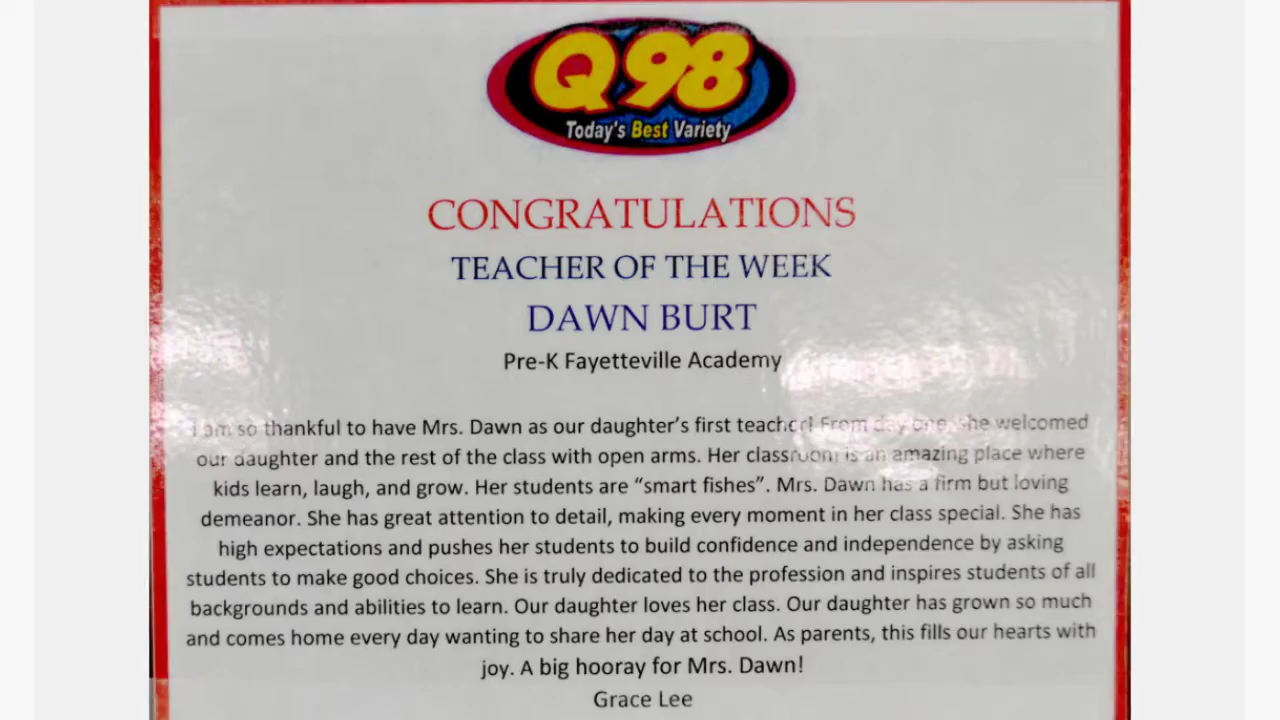 Q98
Today's Best Variety
CONGRATULATIONS
TEACHER OF THE WEEK
DAWN BURT
Pre-K Fayetteville Academy
I am so thankful to have Mrs. Dawn as our daughter’s first teacher! From day one, she welcomed
our daughter and the rest of the class with open arms. Her classroom is an amazing place where
kids learn, laugh, and grow. Her students are “smart fishes”. Mrs. Dawn has a firm but loving
demeanor. She has great attention to detail, making every moment in her class special. She has
high expectations and pushes her students to build confidence and independence by asking
students to make good choices. She is truly dedicated to the profession and inspires students of all
backgrounds and abilities to learn. Our daughter loves her class. Our daughter has grown so much
and comes home every day wanting to share her day at school. As parents, this fills our hearts with
joy. A big hooray for Mrs. Dawn!
Grace Lee